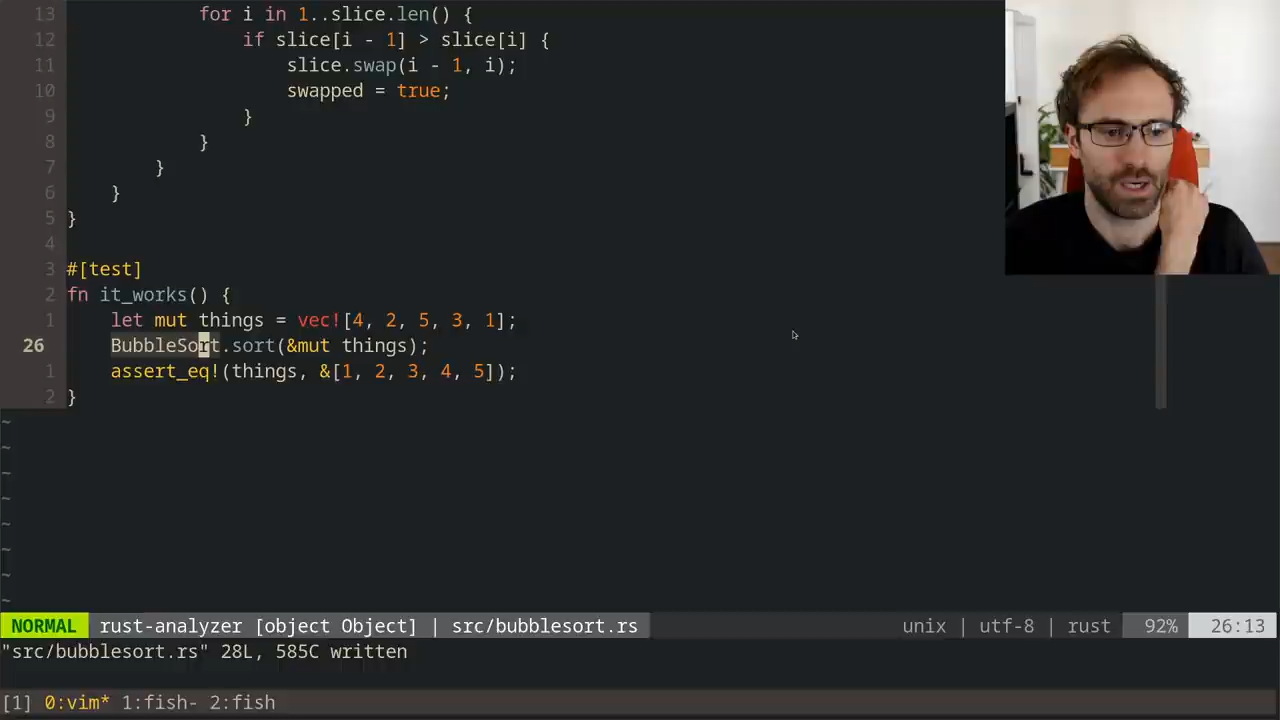 13 for i in 1..slice.len() {
12 if slice[i - 1] > slice[i] {
11 slice.swap(i - 1, i);
10 swapped = true;
9 }
8 }
7 }
6 }
5 }
4
3 #[test]
2 fn it_works() {
1 let mut things = vec![4, 2, 5, 3, 1];
26 BubbleSort.sort(&mut things);
1 assert_eq!(things, &[1, 2, 3, 4, 5]);
2 }
~
~
~
~
~
~
~
~
NORMAL rust-analyzer [object Object] | src/bubblesort.rs unix | utf-8 | rust 92% 26:13
"src/bubblesort.rs" 28L, 585C written
[1] 0:vim* 1:fish- 2:fish